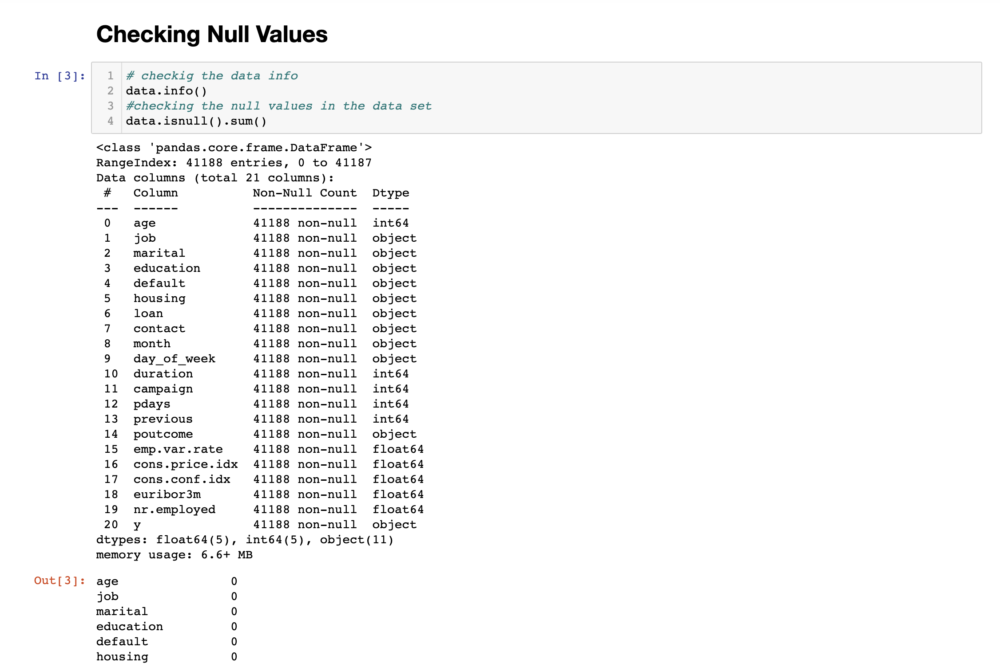 Checking Null Values
In [3]:
1 # checkig the data info
2 data.info()
3 #checking the null values in the data set
4 data.isnull().sum()
<class 'pandas.core.frame.DataFrame'>
RangeIndex: 41188 entries, 0 to 41187
Data columns (total 21 columns):
 #   Column          Non-Null Count  Dtype
---  ------          --------------  -----
 0   age             41188 non-null  int64
 1   job             41188 non-null  object
 2   marital         41188 non-null  object
 3   education       41188 non-null  object
 4   default         41188 non-null  object
 5   housing         41188 non-null  object
 6   loan            41188 non-null  object
 7   contact         41188 non-null  object
 8   month           41188 non-null  object
 9   day_of_week     41188 non-null  object
 10  duration        41188 non-null  int64
 11  campaign        41188 non-null  int64
 12  pdays           41188 non-null  int64
 13  previous        41188 non-null  int64
 14  poutcome        41188 non-null  object
 15  emp.var.rate    41188 non-null  float64
 16  cons.price.idx  41188 non-null  float64
 17  cons.conf.idx   41188 non-null  float64
 18  euribor3m       41188 non-null  float64
 19  nr.employed     41188 non-null  float64
 20  y               41188 non-null  object
dtypes: float64(5), int64(5), object(11)
memory usage: 6.6+ MB
Out[3]:
age               0
job               0
marital           0
education         0
default           0
housing           0